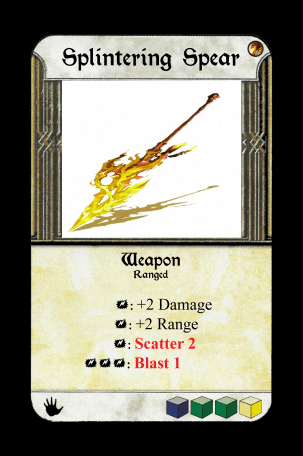 Splintering Spear
Weapon
Ranged
: +2 Damage
: +2 Range
: Scatter 2
: Blast 1